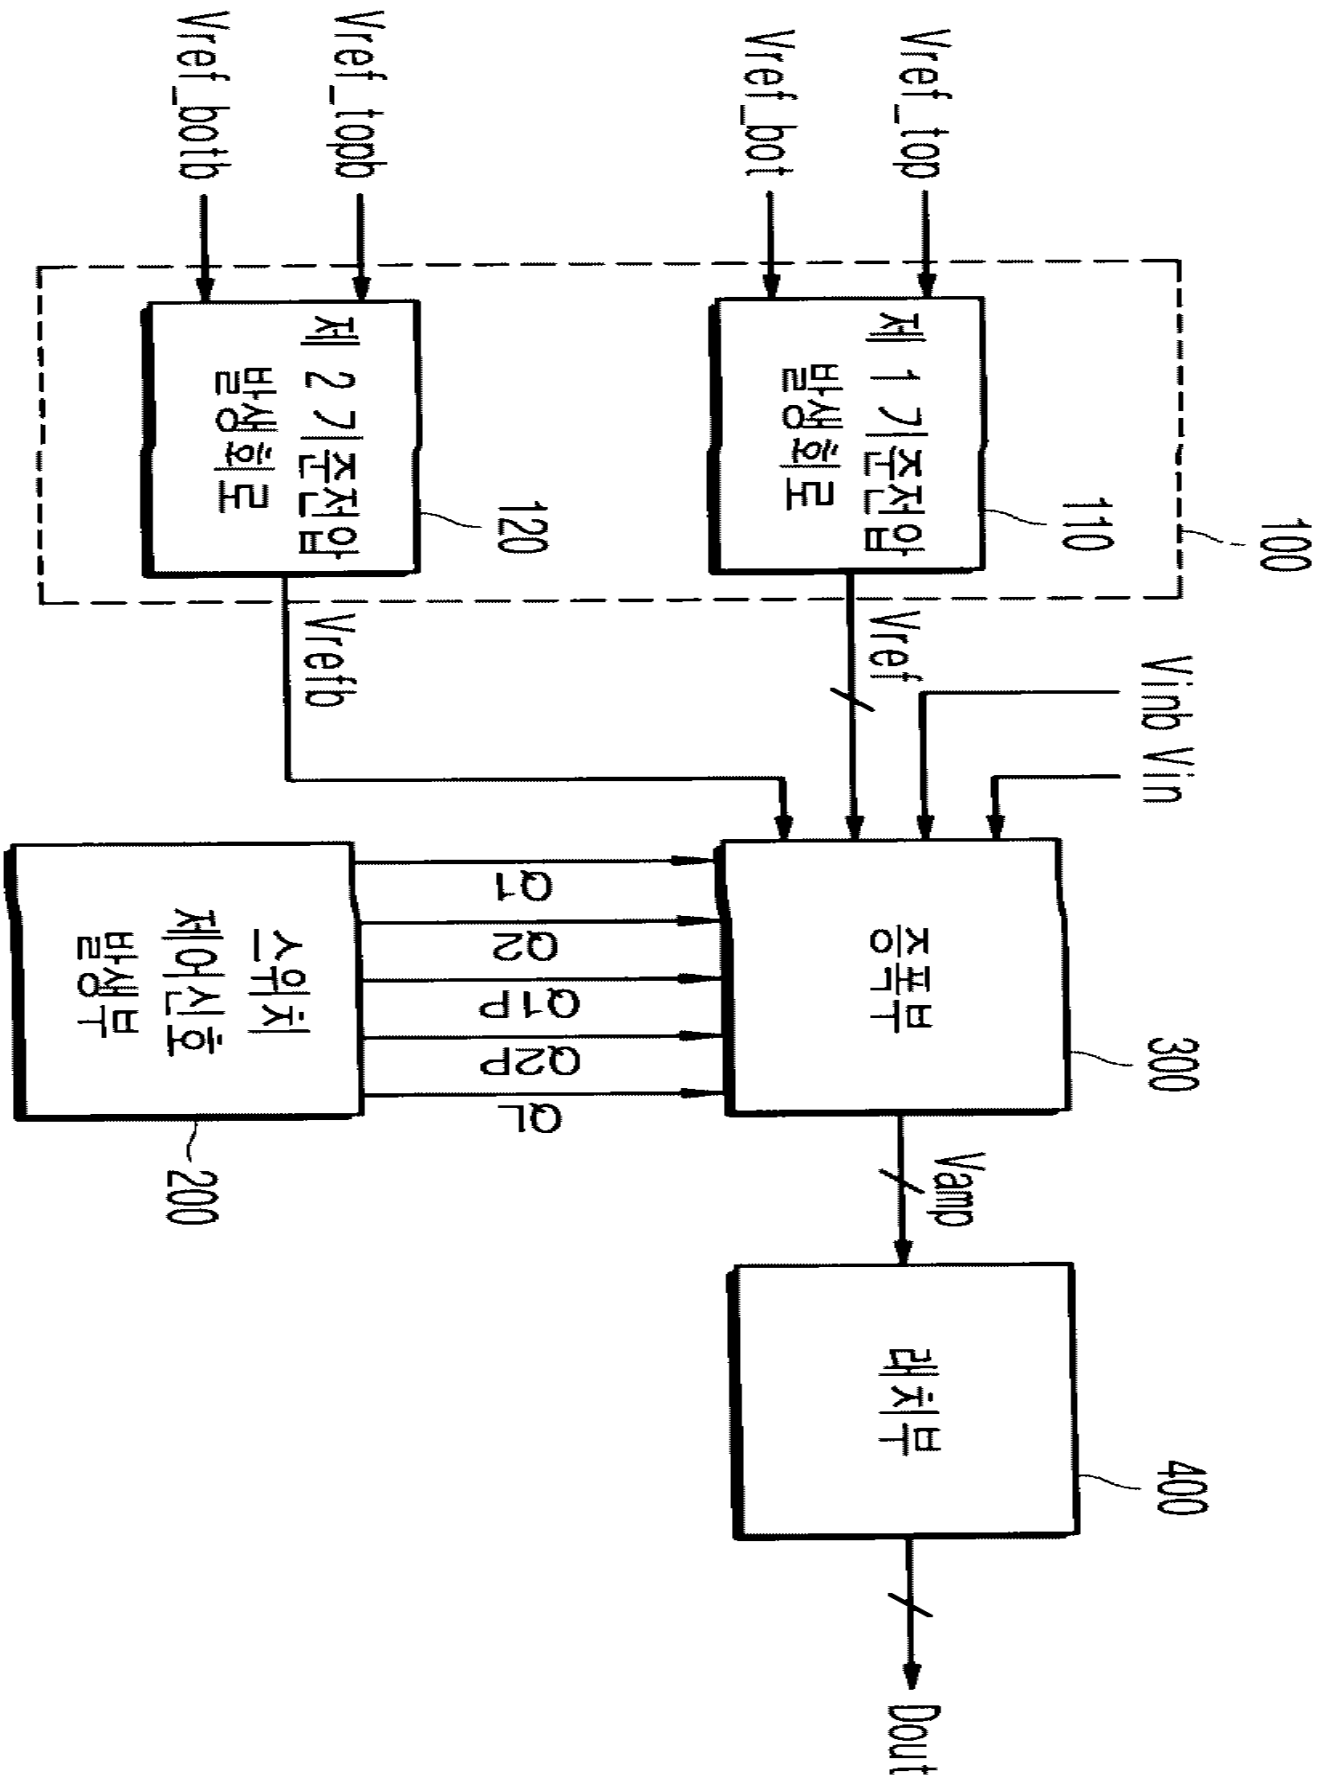 100
Vref_top
Vref_bot
제 1 기준전압
발생회로
110
Vref
Vref_topb
Vref_botb
제 2 기준전압
발생회로
120
Vrefb
Vinb
Vin
증폭부
300
Q1
Q2
Q1P
Q2P
QL
스위치
제어신호
발생부
200
Vamp
래치부
400
Dout